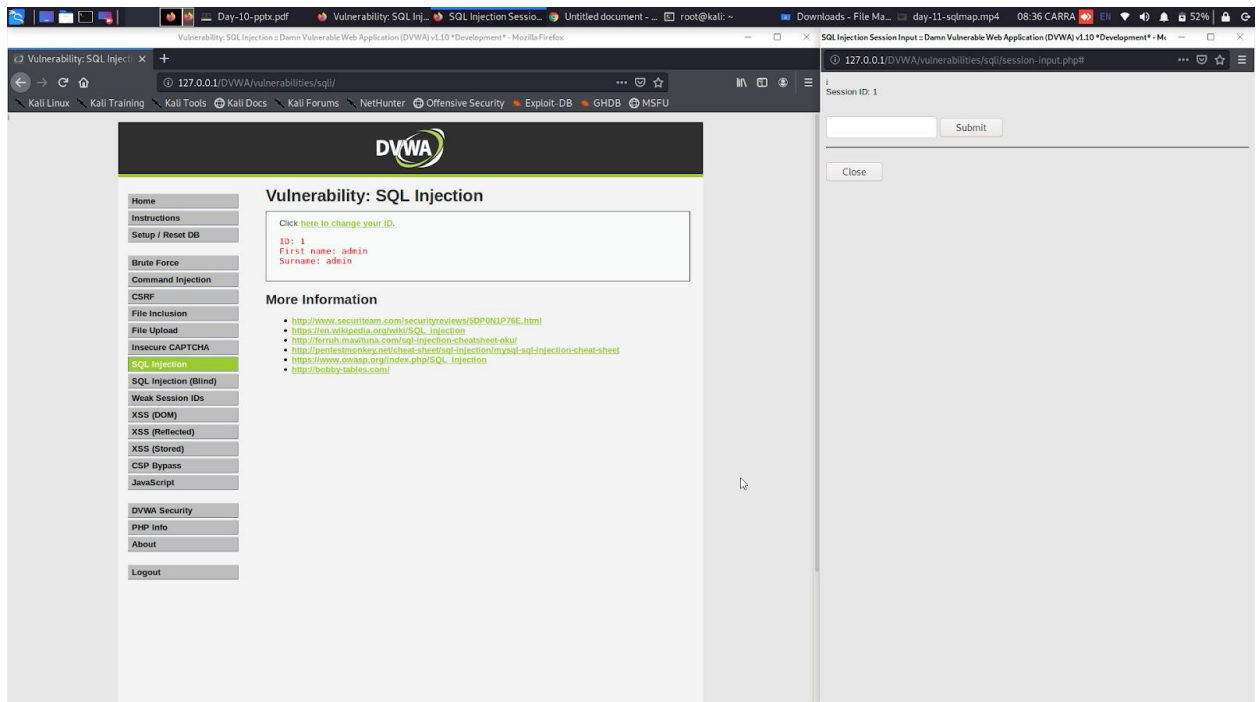 Day-10-pptx.pdf
Vulnerability: SQL Inj...
SQL Injection Sessio...
Untitled document - ...
root@kali: ~
Downloads - File Ma...
day-11-sqlmap.mp4
08:36 CARRA
EN
52%
Vulnerability: SQL Injection :: Damn Vulnerable Web Application (DVWA) v1.10 *Development* - Mozilla Firefox
Vulnerability: SQL Injecti
127.0.0.1/DVWA/vulnerabilities/sqli/
Kali Linux Kali Training Kali Tools Kali Docs Kali Forums NetHunter Offensive Security Exploit-DB GHDB MSFU
DVWA
Home
Instructions
Setup / Reset DB
Brute Force
Command Injection
CSRF
File Inclusion
File Upload
Insecure CAPTCHA
SQL Injection
SQL Injection (Blind)
Weak Session IDs
XSS (DOM)
XSS (Reflected)
XSS (Stored)
CSP Bypass
JavaScript
DVWA Security
PHP Info
About
Logout
Vulnerability: SQL Injection
Click here to change your ID.
ID: 1
First name: admin
Surname: admin
More Information
http://www.securiteam.com/securityreviews/5DP0N1P76E.html
https://en.wikipedia.org/wiki/SQL_injection
http://ferruh.mavituna.com/sql-injection-cheatsheet-oku/
http://pentestmonkey.net/cheat-sheet/sql-injection/mysql-sql-injection-cheat-sheet
https://www.owasp.org/index.php/SQL_Injection
http://bobby-tables.com/
SQL Injection Session Input :: Damn Vulnerable Web Application (DVWA) v1.10 *Development* - Mo
127.0.0.1/DVWA/vulnerabilities/sqli/session-input.php#
Session ID: 1
Submit
Close